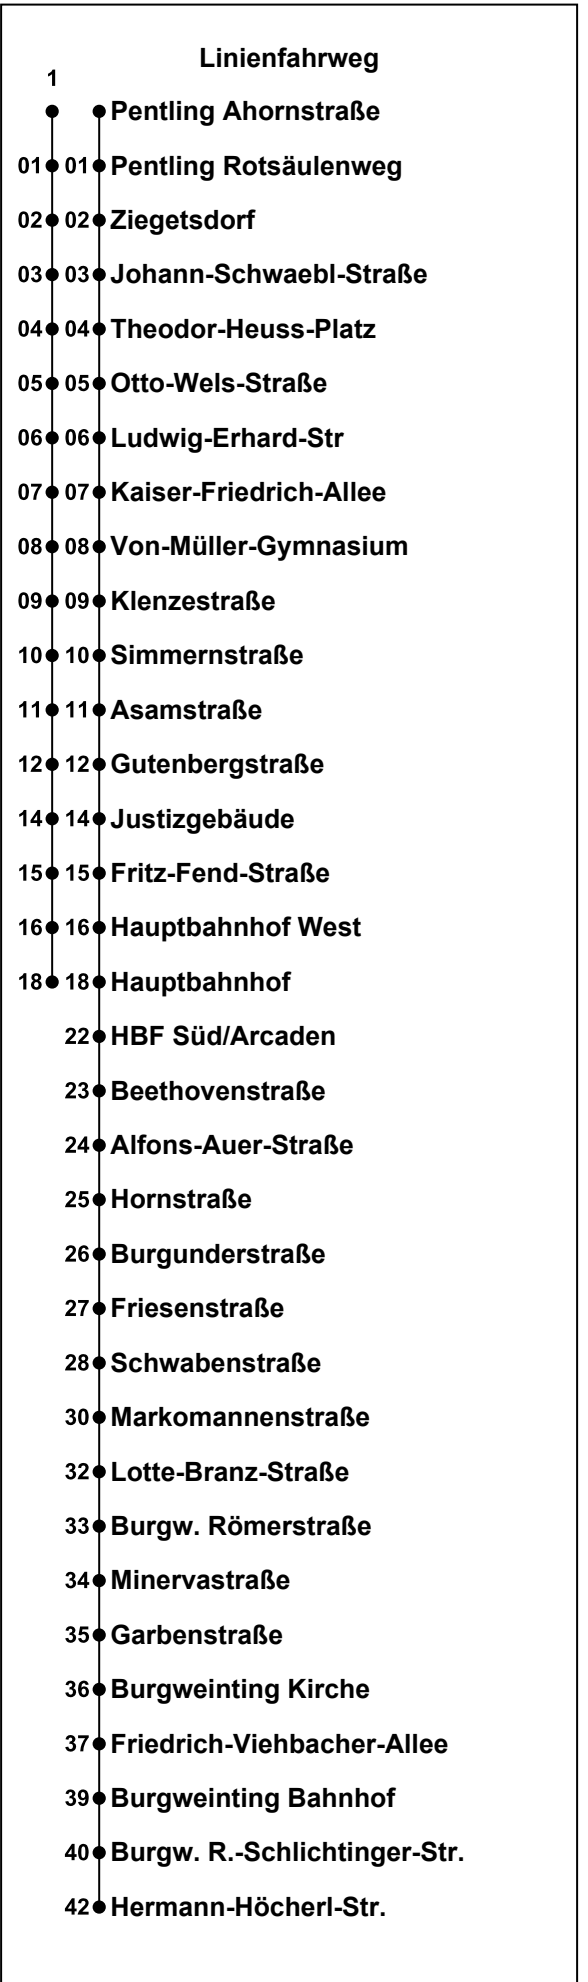 Linienfahrweg
1
Pentling Ahornstraße
01 01 Pentling Rotsäulenweg
02 02 Ziegetsdorf
03 03 Johann-Schwaebl-Straße
04 04 Theodor-Heuss-Platz
05 05 Otto-Wels-Straße
06 06 Ludwig-Erhard-Str
07 07 Kaiser-Friedrich-Allee
08 08 Von-Müller-Gymnasium
09 09 Klenzestraße
10 10 Simmernstraße
11 11 Asamstraße
12 12 Gutenbergstraße
14 14 Justizgebäude
15 15 Fritz-Fend-Straße
16 16 Hauptbahnhof West
18 18 Hauptbahnhof
22 HBF Süd/Arcaden
23 Beethovenstraße
24 Alfons-Auer-Straße
25 Hornstraße
26 Burgunderstraße
27 Friesenstraße
28 Schwabenstraße
30 Markomannenstraße
32 Lotte-Branz-Straße
33 Burgw. Römerstraße
34 Minervastraße
35 Garbenstraße
36 Burgweinting Kirche
37 Friedrich-Viehbacher-Allee
39 Burgweinting Bahnhof
40 Burgw. R.-Schlichtinger-Str.
42 Hermann-Höcherl-Str.